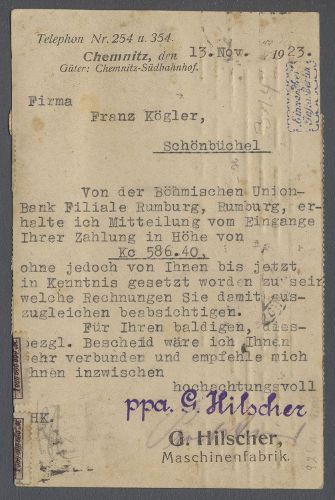 Telephon Nr. 254 u. 354.
Chemnitz, den 13. Nov. 1923.
Güter: Chemnitz-Südbahnhof.
Firma
Franz Kögler,
Schönbüchel
Von der Böhmischen Union-
Bank Filiale Rumburg, Rumburg, er-
halte ich Mitteilung vom Eingange
Ihrer Zahlung in Höhe von
Kc 586.40,
ohne jedoch von Ihnen bis jetzt
in Kenntnis gesetzt worden zu sein
welche Rechnungen Sie damit aus-
zugleichen beabsichtigen.
Für Ihren baldigen, dies-
bezgl. Bescheid wäre ich Ihnen
sehr verbunden und empfehle mich
Ihnen inzwischen
hochachtungsvoll
ppa. G. Hilscher
HK.
G. Hilscher,
Maschinenfabrik.